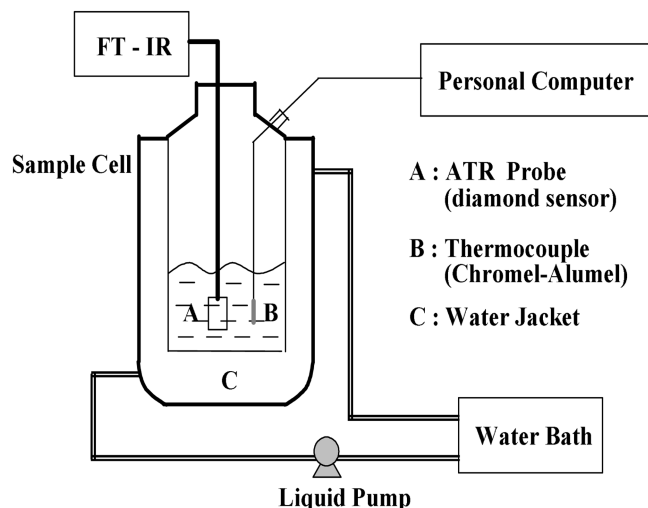 FT - IR
Personal Computer
Sample Cell
A : ATR Probe
(diamond sensor)
B : Thermocouple
(Chromel-Alumel)
C : Water Jacket
A
B
C
Water Bath
Liquid Pump